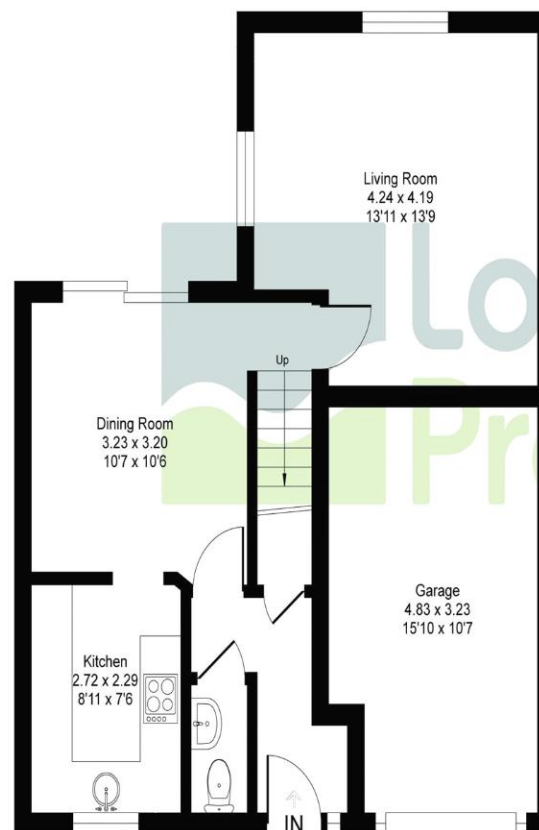 Living Room
4.24 x 4.19
13'11 x 13'9
Lo
Up
Dining Room
3.23 x 3.20
10'7 x 10'6
Pr
Garage
4.83 x 3.23
15'10 x 10'7
Kitchen
2.72 x 2.29
8'11 x 7'6
IN